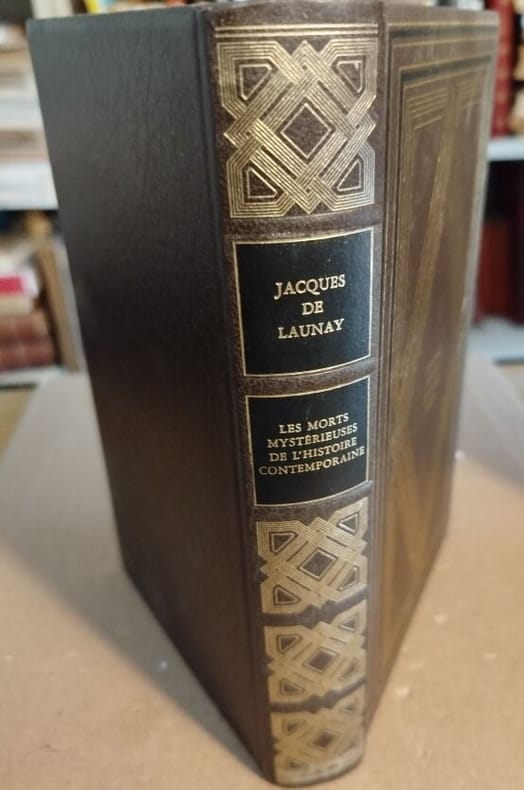 JACQUES
DE
LAUNAY
LES MORTS
MYSTÉRIEUSES
DE L'HISTOIRE
CONTEMPORAINE